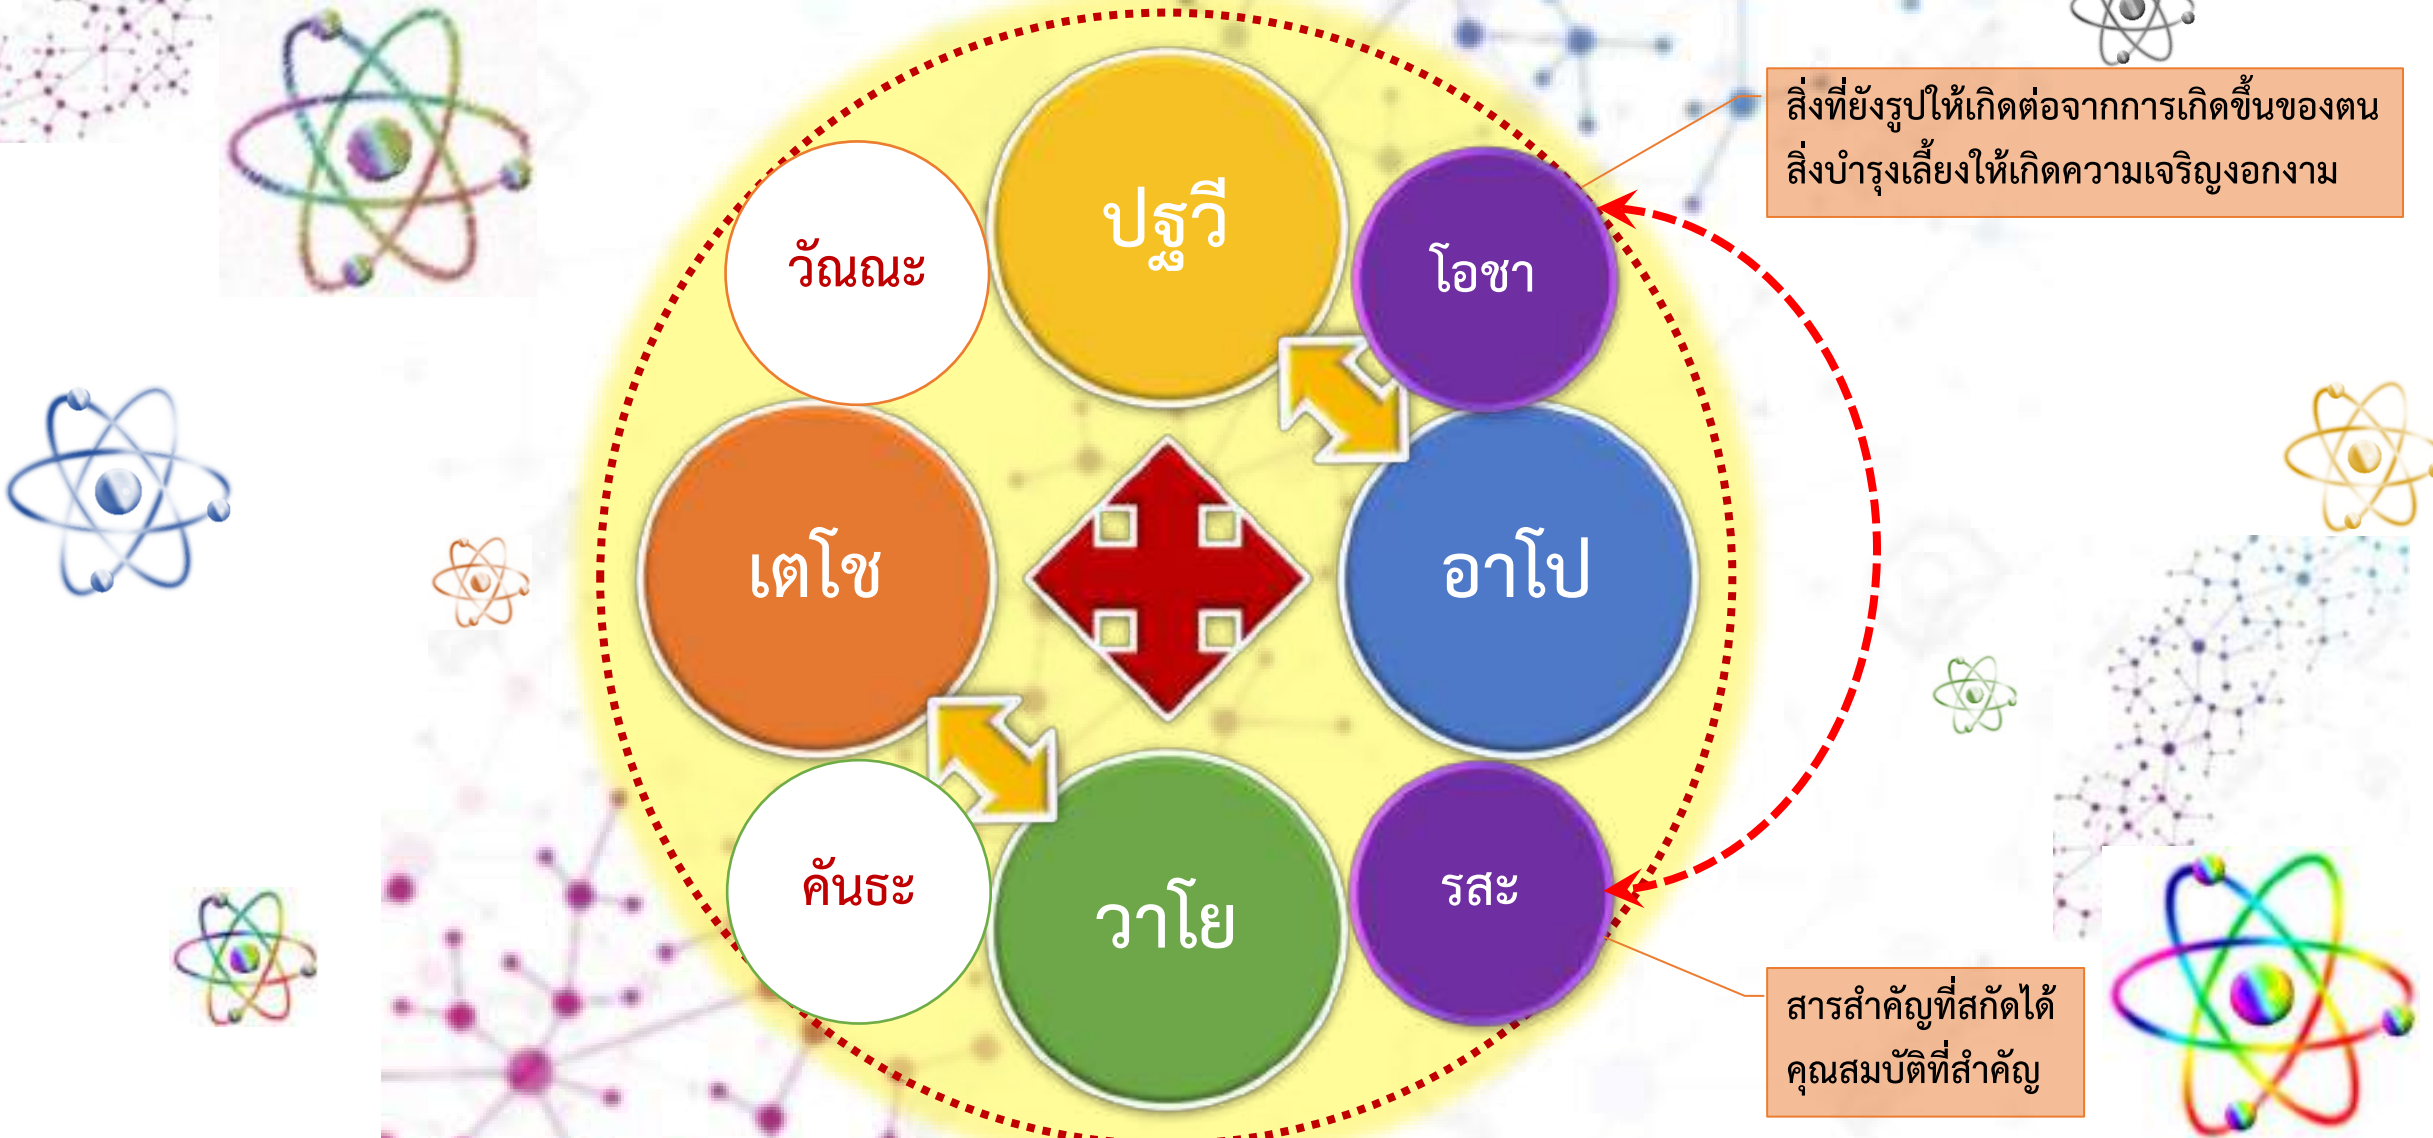 ปฐวี
วัณณะ
โอชา
สิ่งที่ยังรูปให้เกิดต่อจากการเกิดขึ้นของตน
สิ่งบำรุงเลี้ยงให้เกิดความเจริญงอกงาม
เตโช
อาโป
คันธะ
วาโย
รสะ
สารสำคัญที่สกัดได้
คุณสมบัติที่สำคัญ